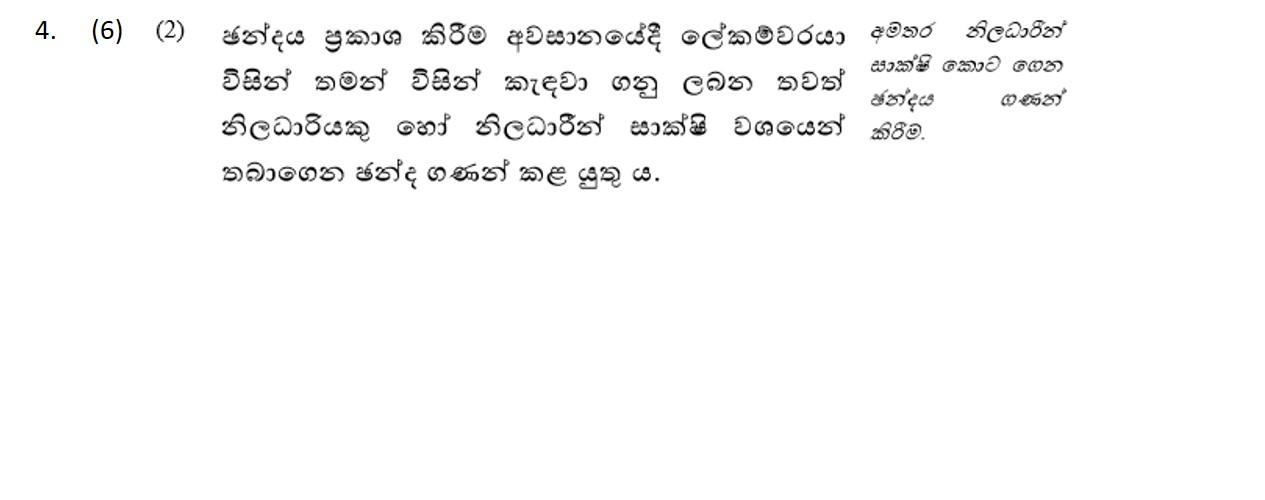 4. (6) (2) ඡන්දය ප්‍රකාශ කිරීම අවසානයේදී ලේකම්වරයා
විසින් තමන් විසින් කැඳවා ගනු ලබන තවත්
නිලධාරියකු හෝ නිලධාරීන් සාක්ෂි වශයෙන්
තබාගෙන ඡන්ද ගණන් කළ යුතු ය.
අමතර නිලධාරීන්
සාක්ෂි කොට ගෙන
ඡන්දය ගණන්
කිරීම.